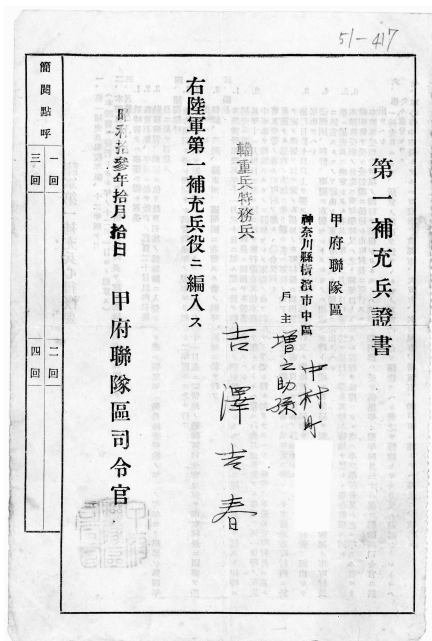 51-417
第一補充兵證書
甲府聯隊區
神奈川縣橫濱市中區
中村町
戶主 增之助孫
吉澤吉春
輜重兵特務兵
右陸軍第一補充兵役ニ編入ス
昭和拾參年拾月拾日
甲府聯隊區司令官
簡閱點呼
一回
二回
三回
四回